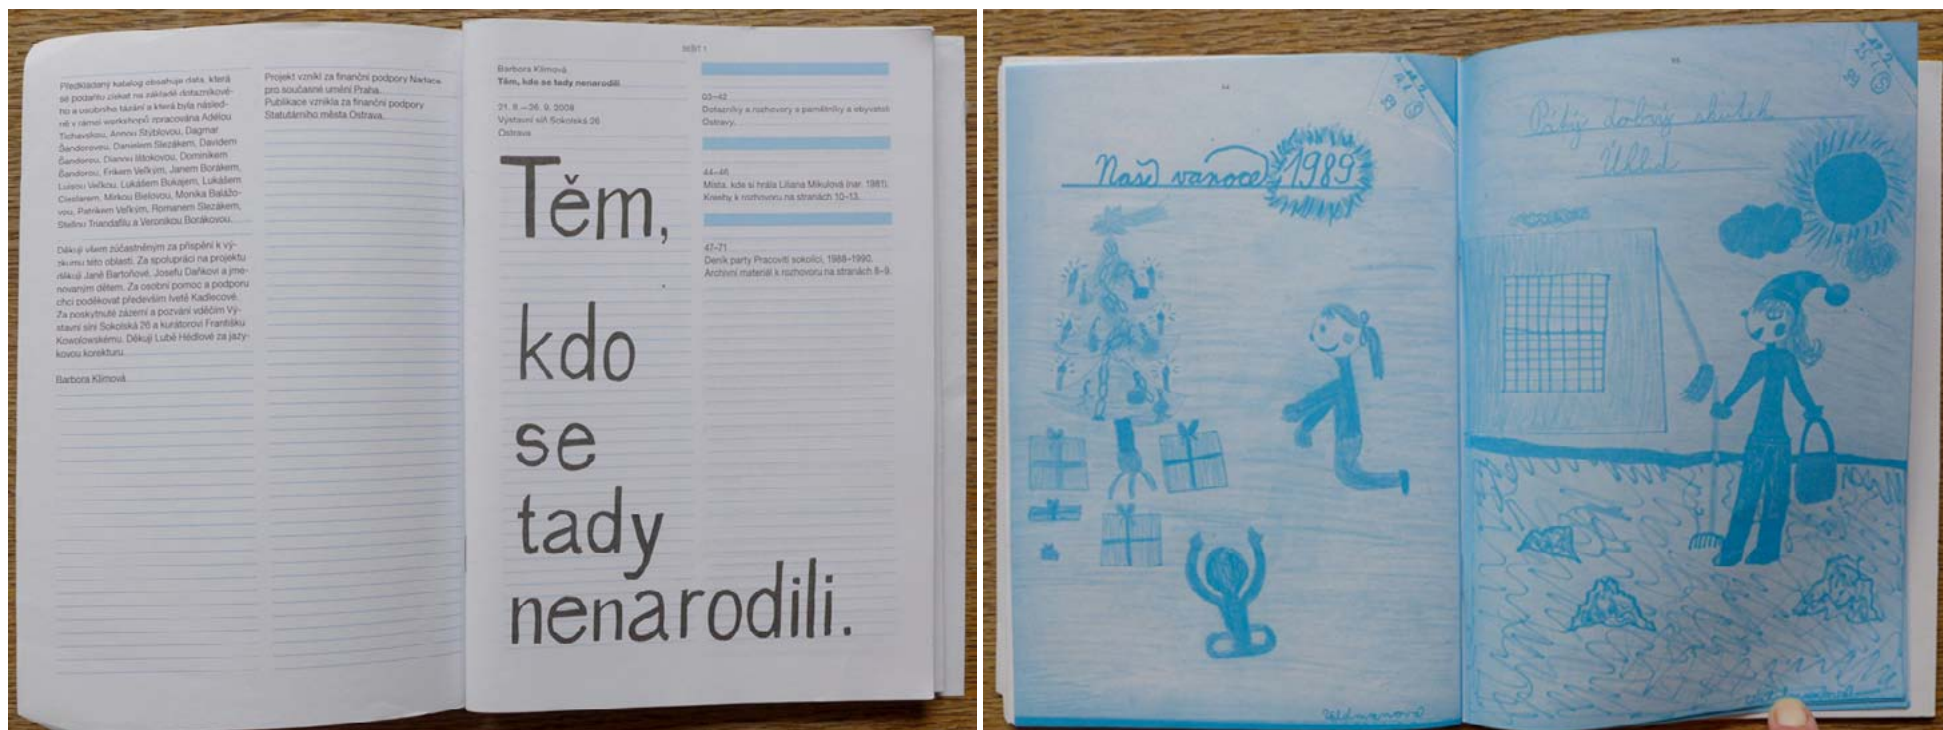 Předkládaný katalog obsahuje data, která
se podařilo získat na základě dotazníkové-
ho a osobního tázání a která byla násled-
ně v rámci workshopů zpracována Adélou
Tichavskou, Annou Stýblovou, Dagmar
Šandorovou, Danielem Slezákem, Davidem
Šandorou, Dianou Ištokovou, Dominikem
Šandorou, Erikem Velkým, Janem Borákem,
Luisou Velkou, Lukášem Bukajem, Lukášem
Cieslarem, Mirkou Bielovou, Monika Balážo-
vou, Patrikem Velkým, Romanem Slezákem,
Stelinu Triandafilu a Veronikou Borákovou.
Děkuji všem zúčastněným za přispění k vý-
zkumu této oblasti. Za spolupráci na projektu
děkuji Janě Bartoňové, Josefu Daňkovi a jme-
novaným dětem. Za osobní pomoc a podporu
chci poděkovat především Ivetě Kadlecové.
Za poskytnuté zázemí a pozvání vděčím Vý-
stavní síni Sokolská 26 a kurátorovi Františku
Kowolowskému. Děkuji Lubě Hédlové za jazy-
kovou korekturu.
Barbora Klímová
Projekt vznikl za finanční podpory Nadace
pro současné umění Praha.
Publikace vznikla za finanční podpory
Statutárního města Ostrava.
SEŠIT 1
Barbora Klímová
Těm, kdo se tady nenarodili
21. 8.—26. 9. 2008
Výstavní síň Sokolská 26
Ostrava
Těm,
kdo
se
tady
nenarodili.
03–42
Dotazníky a rozhovory s pamětníky a obyvateli
Ostravy.
44–46
Místa, kde si hrála Liliana Mikulová (nar. 1981).
Kresby k rozhovoru na stranách 10–13.
47–71
Deník party Pracovití sokolíci, 1988–1990.
Archivní materiál k rozhovoru na stranách 8–9.
Naše vánoce 1989
Pátý dobrý skutek
Úklid